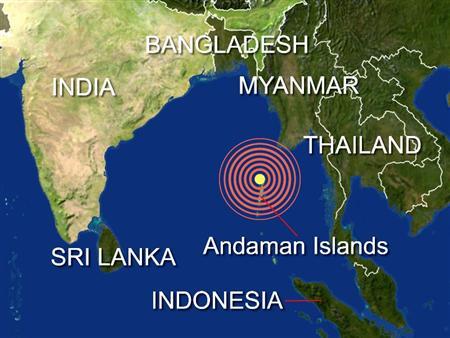 BANGLADESH
INDIA
MYANMAR
THAILAND
Andaman Islands
SRI LANKA
INDONESIA